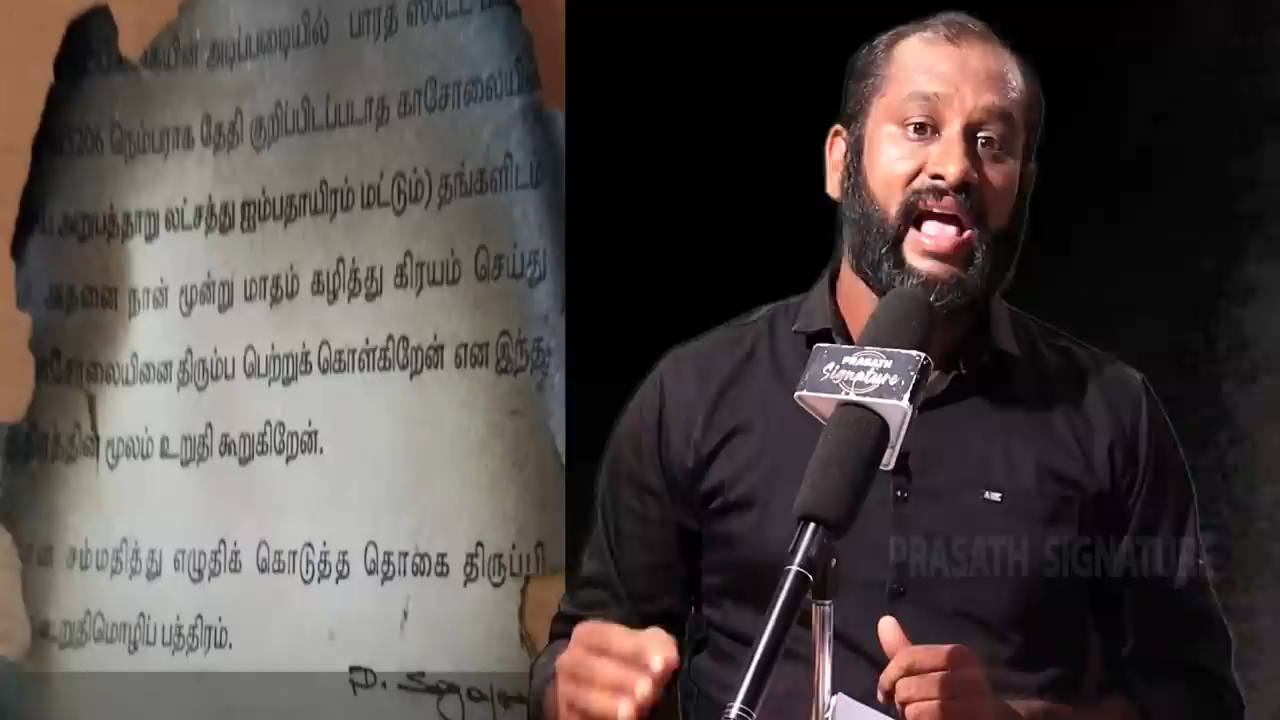 அடிப்படையில் பாரத ஸ்டேட்
நெம்பராக தேதி குறிப்பிடப்படாத
அறுபத்தாறு லட்சத்து ஐம்பதாயிரம் மட்டும்) தங்களிடம்
அதனை நான் மூன்று மாதம் கழித்து கிரயம் செய்து
திரும்ப பெற்றுக் கொள்கிறேன் என இந்த
மூலம் உறுதி கூறுகிறேன்.
சம்மதித்து எழுதிக் கொடுத்த தொகை திருப்பி
உறுதிமொழிப் பத்திரம்.
PRASATH
Signature
PRASATH SIGNATURE